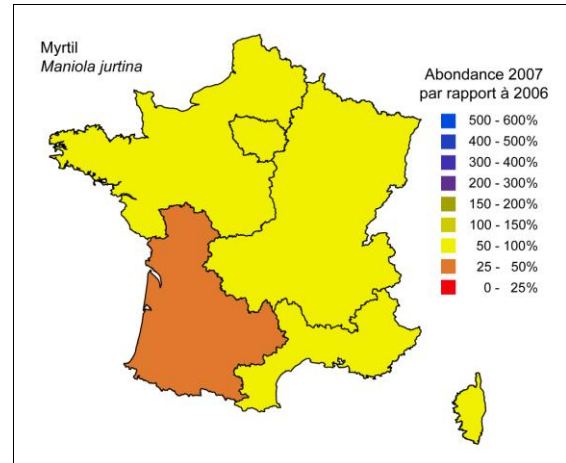 Myrtil
Maniola jurtina
Abondance 2007
par rapport à 2006
500 - 600%
400 - 500%
300 - 400%
200 - 300%
150 - 200%
100 - 150%
50 - 100%
25 - 50%
0 - 25%